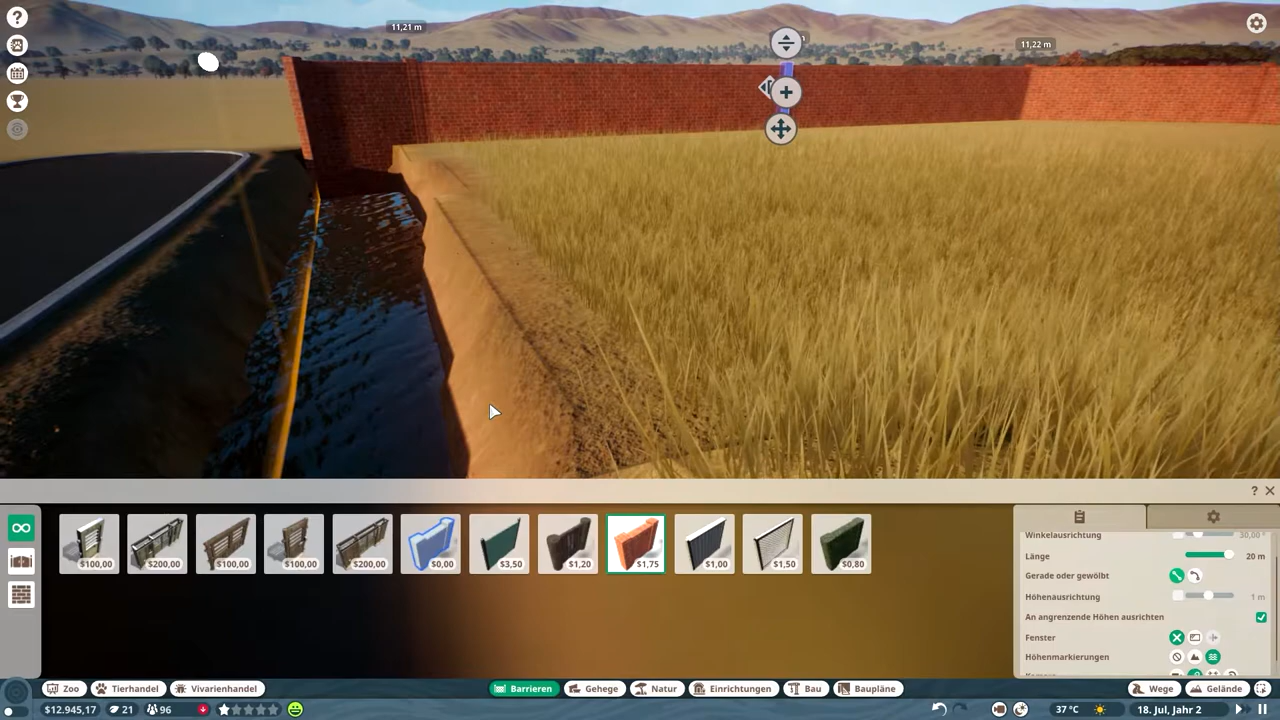 11,21 m
11,22 m
$100,00
$200,00
$100,00
$100,00
$200,00
$0,00
$3,50
$1,20
$1,75
$1,00
$1,50
$0,80
Winkelausrichtung 30,00 °
Länge 20 m
Gerade oder gewölbt
Höhenausrichtung 1 m
An angrenzende Höhen ausrichten
Fenster
Höhenmarkierungen
Zoo
Tierhandel
Vivarienhandel
Barrieren
Gehege
Natur
Einrichtungen
Bau
Baupläne
Wege
Gelände
$12.945,17
21
96
37 °C
18. Jul, Jahr 2